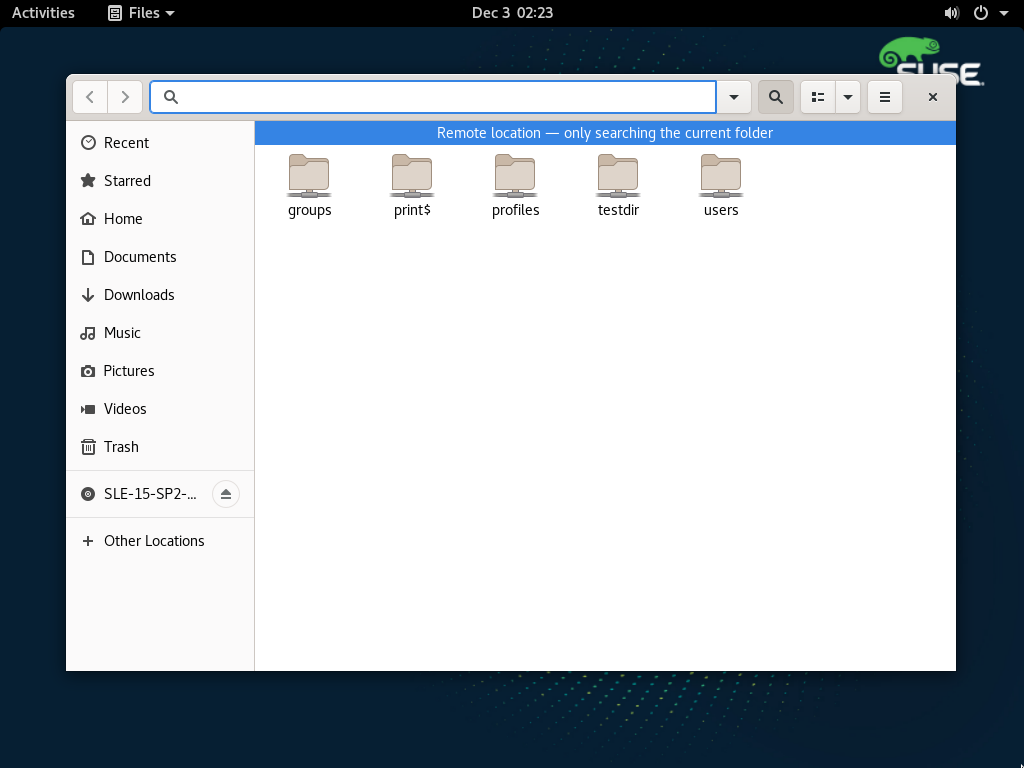 Activities Files Dec 3 02:23
SUSE
Remote location — only searching the current folder
Recent
Starred
Home
Documents
Downloads
Music
Pictures
Videos
Trash
SLE-15-SP2-...
Other Locations
groups print$ profiles testdir users